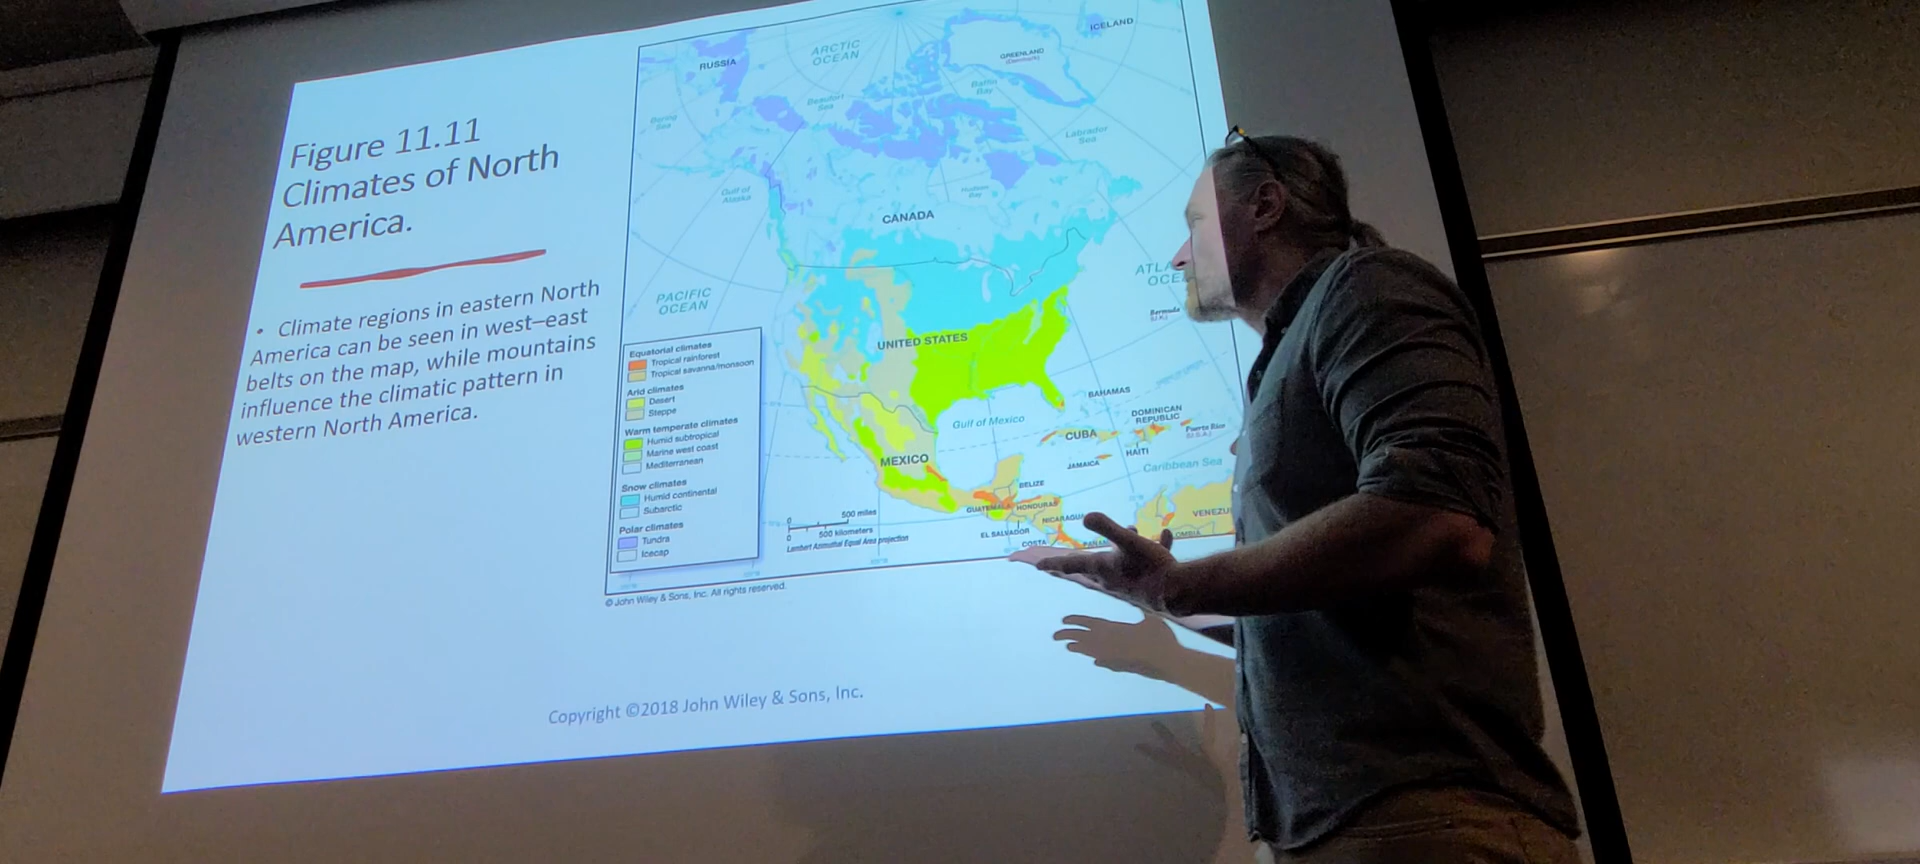 Figure 11.11
Climates of North
America.
• Climate regions in eastern North
America can be seen in west–east
belts on the map, while mountains
influence the climatic pattern in
western North America.
RUSSIA
ARCTIC
OCEAN
GREENLAND
(Denmark)
ICELAND
Bering
Sea
Beaufort
Sea
Baffin
Bay
Labrador
Sea
Gulf of
Alaska
Hudson
Bay
CANADA
PACIFIC
OCEAN
ATLA
OCE
Bermuda
(U.K.)
UNITED STATES
BAHAMAS
Gulf of Mexico
DOMINICAN
REPUBLIC
Puerto Rico
(U.S.A.)
CUBA
HAITI
JAMAICA
Caribbean Sea
MEXICO
BELIZE
GUATEMALA
HONDURAS
NICARAGUA
EL SALVADOR
COSTA
PANA
VENEZU
OMBIA
Equatorial climates
Tropical rainforest
Tropical savanna/monsoon
Arid climates
Desert
Steppe
Warm temperate climates
Humid subtropical
Marine west coast
Mediterranean
Snow climates
Humid continental
Subarctic
Polar climates
Tundra
Icecap
0 500 miles
0 500 kilometers
Lambert Azimuthal Equal Area projection
© John Wiley & Sons, Inc. All rights reserved.
Copyright ©2018 John Wiley & Sons, Inc.